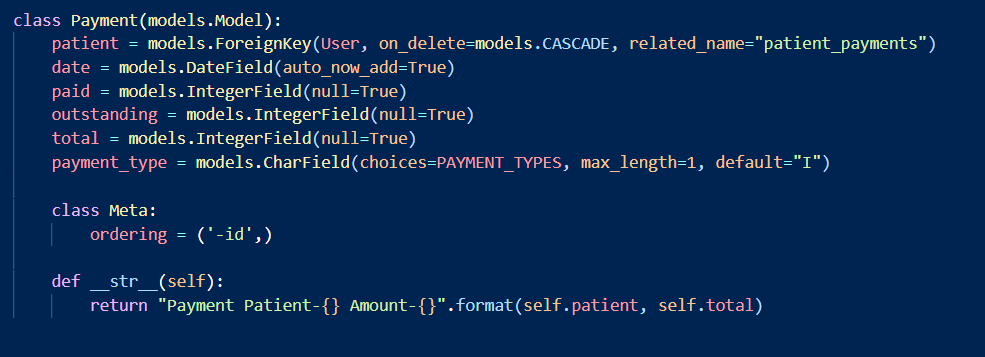 class Payment(models.Model):
    patient = models.ForeignKey(User, on_delete=models.CASCADE, related_name="patient_payments")
    date = models.DateField(auto_now_add=True)
    paid = models.IntegerField(null=True)
    outstanding = models.IntegerField(null=True)
    total = models.IntegerField(null=True)
    payment_type = models.CharField(choices=PAYMENT_TYPES, max_length=1, default="I")
    class Meta:
        ordering = ('-id',)
    def __str__(self):
        return "Payment Patient-{} Amount-{}".format(self.patient, self.total)